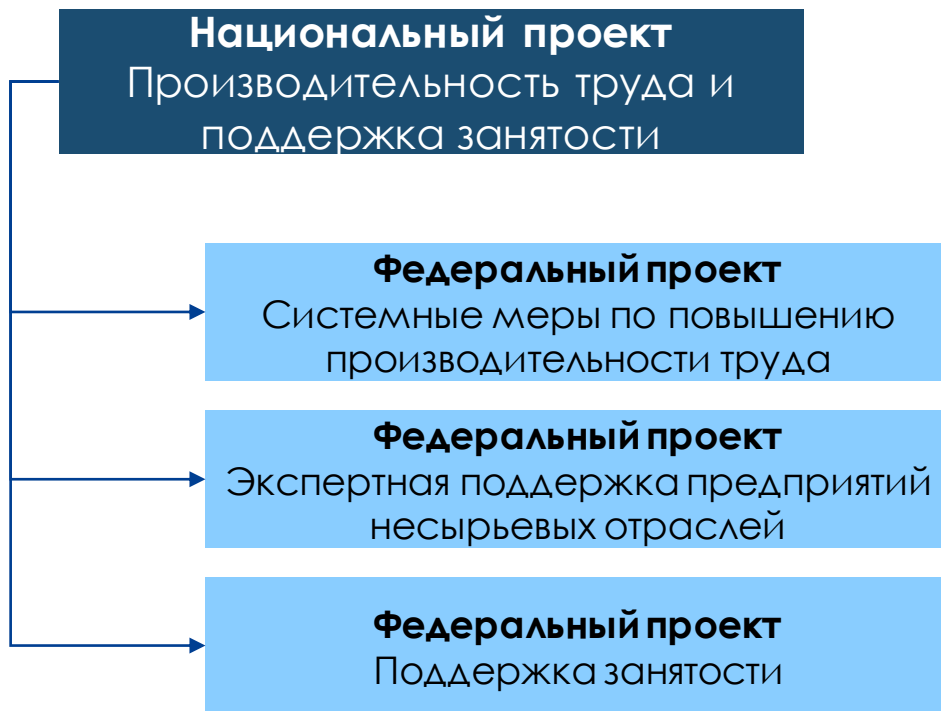 Национальный проект
Производительность труда и
поддержка занятости
Федеральный проект
Системные меры по повышению
производительности труда
Федеральный проект
Экспертная поддержка предприятий
несырьевых отраслей
Федеральный проект
Поддержка занятости